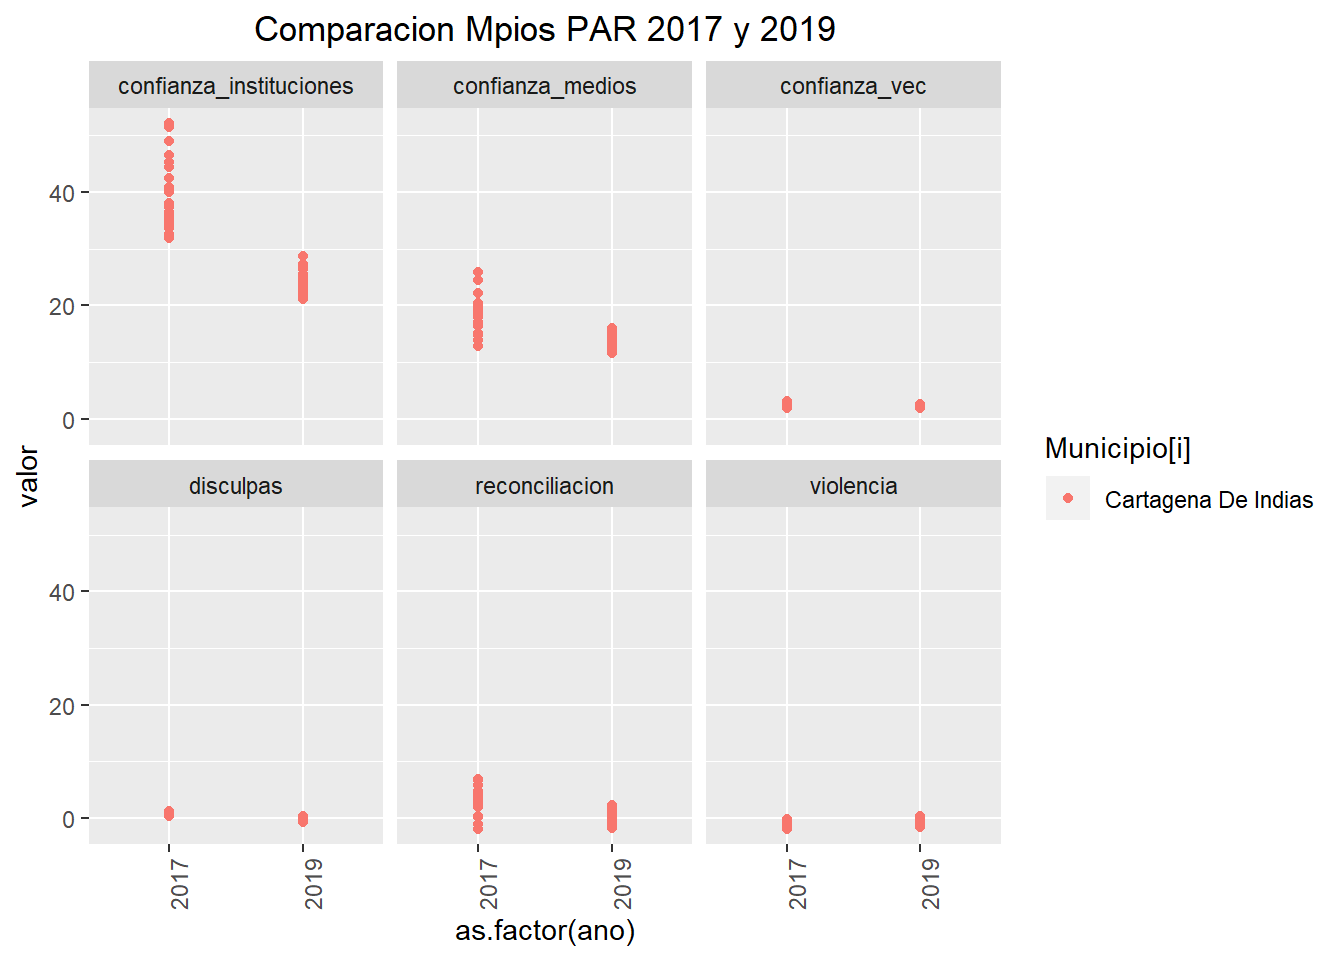 Comparacion Mpios PAR 2017 y 2019
confianza_instituciones
confianza_medios
confianza_vec
40
20
0
valor
disculpas
reconciliacion
violencia
40
20
0
2017
2019
2017
2019
2017
2019
as.factor(ano)
Municipio[i]
Cartagena De Indias